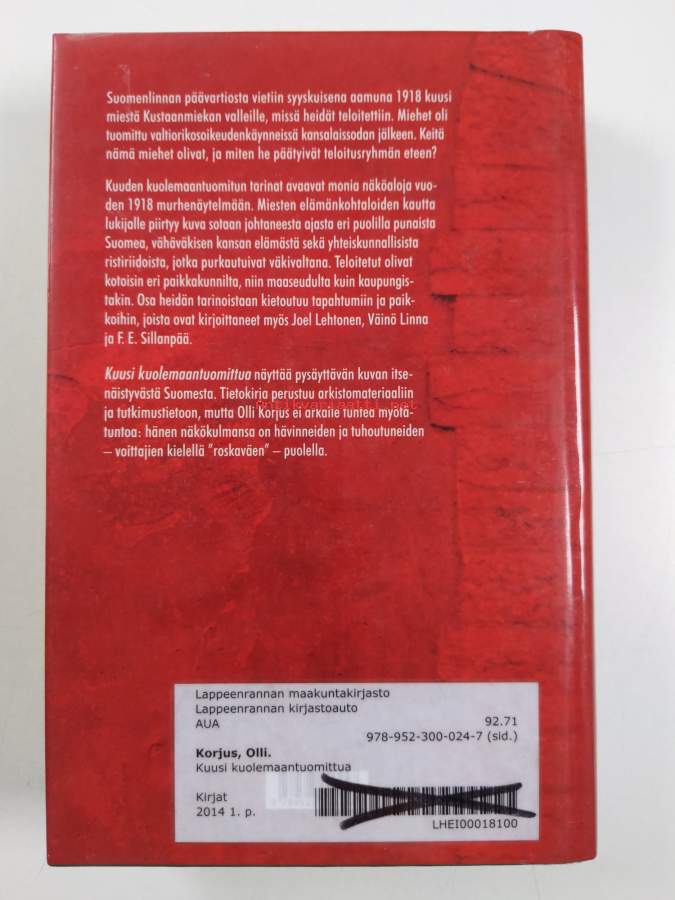 Suomenlinnan päävartiosta vietiin syyskuisena aamuna 1918 kuusi
miestä Kustaanmiekan valleille, missä heidät teloitettiin. Miehet oli
tuomittu valtiorikosoikeudenkäynneissä kansalaissodan jälkeen. Keitä
nämä miehet olivat, ja miten he päätyivät teloitusryhmän eteen?
Kuuden kuolemaantuomitun tarinat avaavat monia näköaloja vuo-
den 1918 murhenäytelmään. Miesten elämänkohtaloiden kautta
lukijalle piirtyy kuva sotaan johtaneesta ajasta eri puolilla punaista
Suomea, vähäväkisen kansan elämästä sekä yhteiskunnallisista
ristiriidoista, jotka purkautuivat väkivaltana. Teloitetut olivat
kotoisin eri paikkakunnilta, niin maaseudulta kuin kaupungis-
takin. Osa heidän tarinoistaan kietoutuu tapahtumiin ja paik-
koihin, joista ovat kirjoittaneet myös Joel Lehtonen, Väinö Linna
ja F. E. Sillanpää.
Kuusi kuolemaantuomittua näyttää pysäyttävän kuvan itse-
näistyvästä Suomesta. Tietokirja perustuu arkistomateriaaliin
ja tutkimustietoon, mutta Olli Korjus ei arkaile tuntea myötä-
tuntoa: hänen näkökulmansa on hävinneiden ja tuhoutuneiden
– voittajien kielellä ”roskaväen” – puolella.
Lappeenrannan maakuntakirjasto
Lappeenrannan kirjastoauto
AUA 92.71
978-952-300-024-7 (sid.)
Korjus, Olli.
Kuusi kuolemaantuomittua
Kirjat
2014 1. p.
LHEI00018100